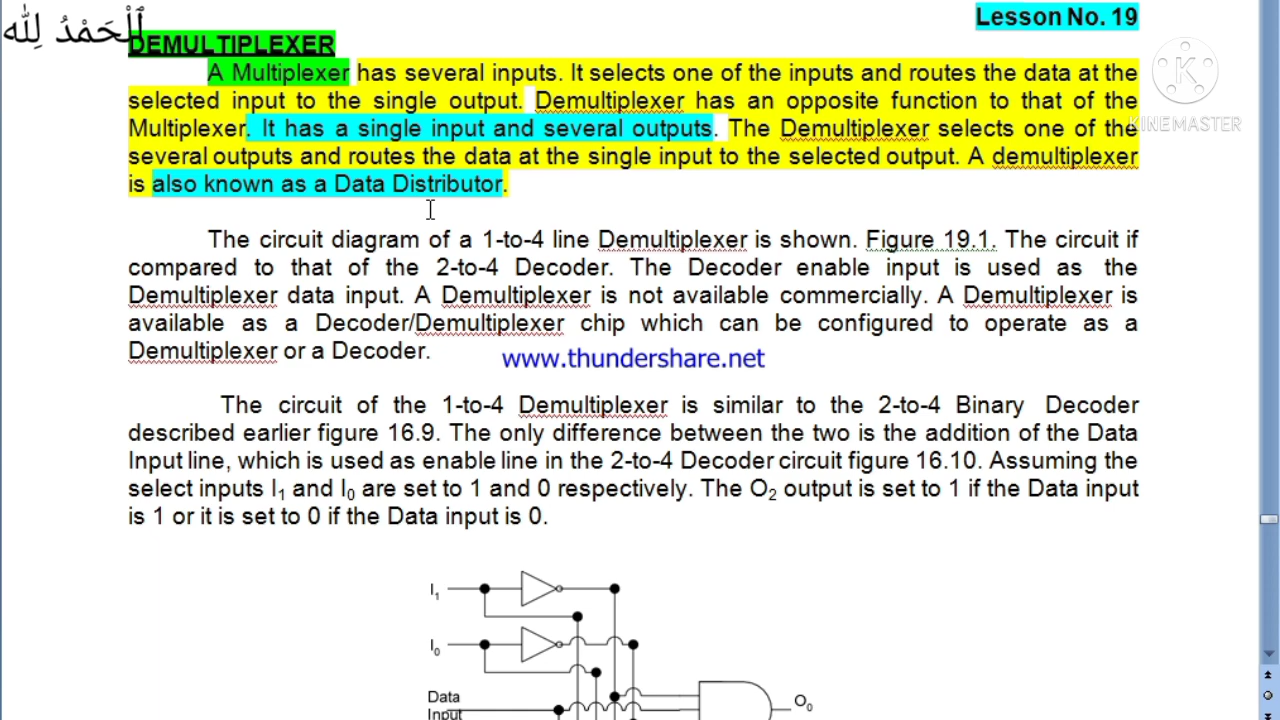 ٱلْحَمْدُ لِلّٰه
Lesson No. 19
DEMULTIPLEXER
A Multiplexer has several inputs. It selects one of the inputs and routes the data at the
selected input to the single output. Demultiplexer has an opposite function to that of the
Multiplexer. It has a single input and several outputs. The Demultiplexer selects one of the
several outputs and routes the data at the single input to the selected output. A demultiplexer
is also known as a Data Distributor.
K
KINEMASTER
The circuit diagram of a 1-to-4 line Demultiplexer is shown. Figure 19.1. The circuit if
compared to that of the 2-to-4 Decoder. The Decoder enable input is used as the
Demultiplexer data input. A Demultiplexer is not available commercially. A Demultiplexer is
available as a Decoder/Demultiplexer chip which can be configured to operate as a
Demultiplexer or a Decoder.
www.thundershare.net
The circuit of the 1-to-4 Demultiplexer is similar to the 2-to-4 Binary Decoder
described earlier figure 16.9. The only difference between the two is the addition of the Data
Input line, which is used as enable line in the 2-to-4 Decoder circuit figure 16.10. Assuming the
select inputs I₁ and I₀ are set to 1 and 0 respectively. The O₂ output is set to 1 if the Data input
is 1 or it is set to 0 if the Data input is 0.
I₁
I₀
Data
Input
O₀